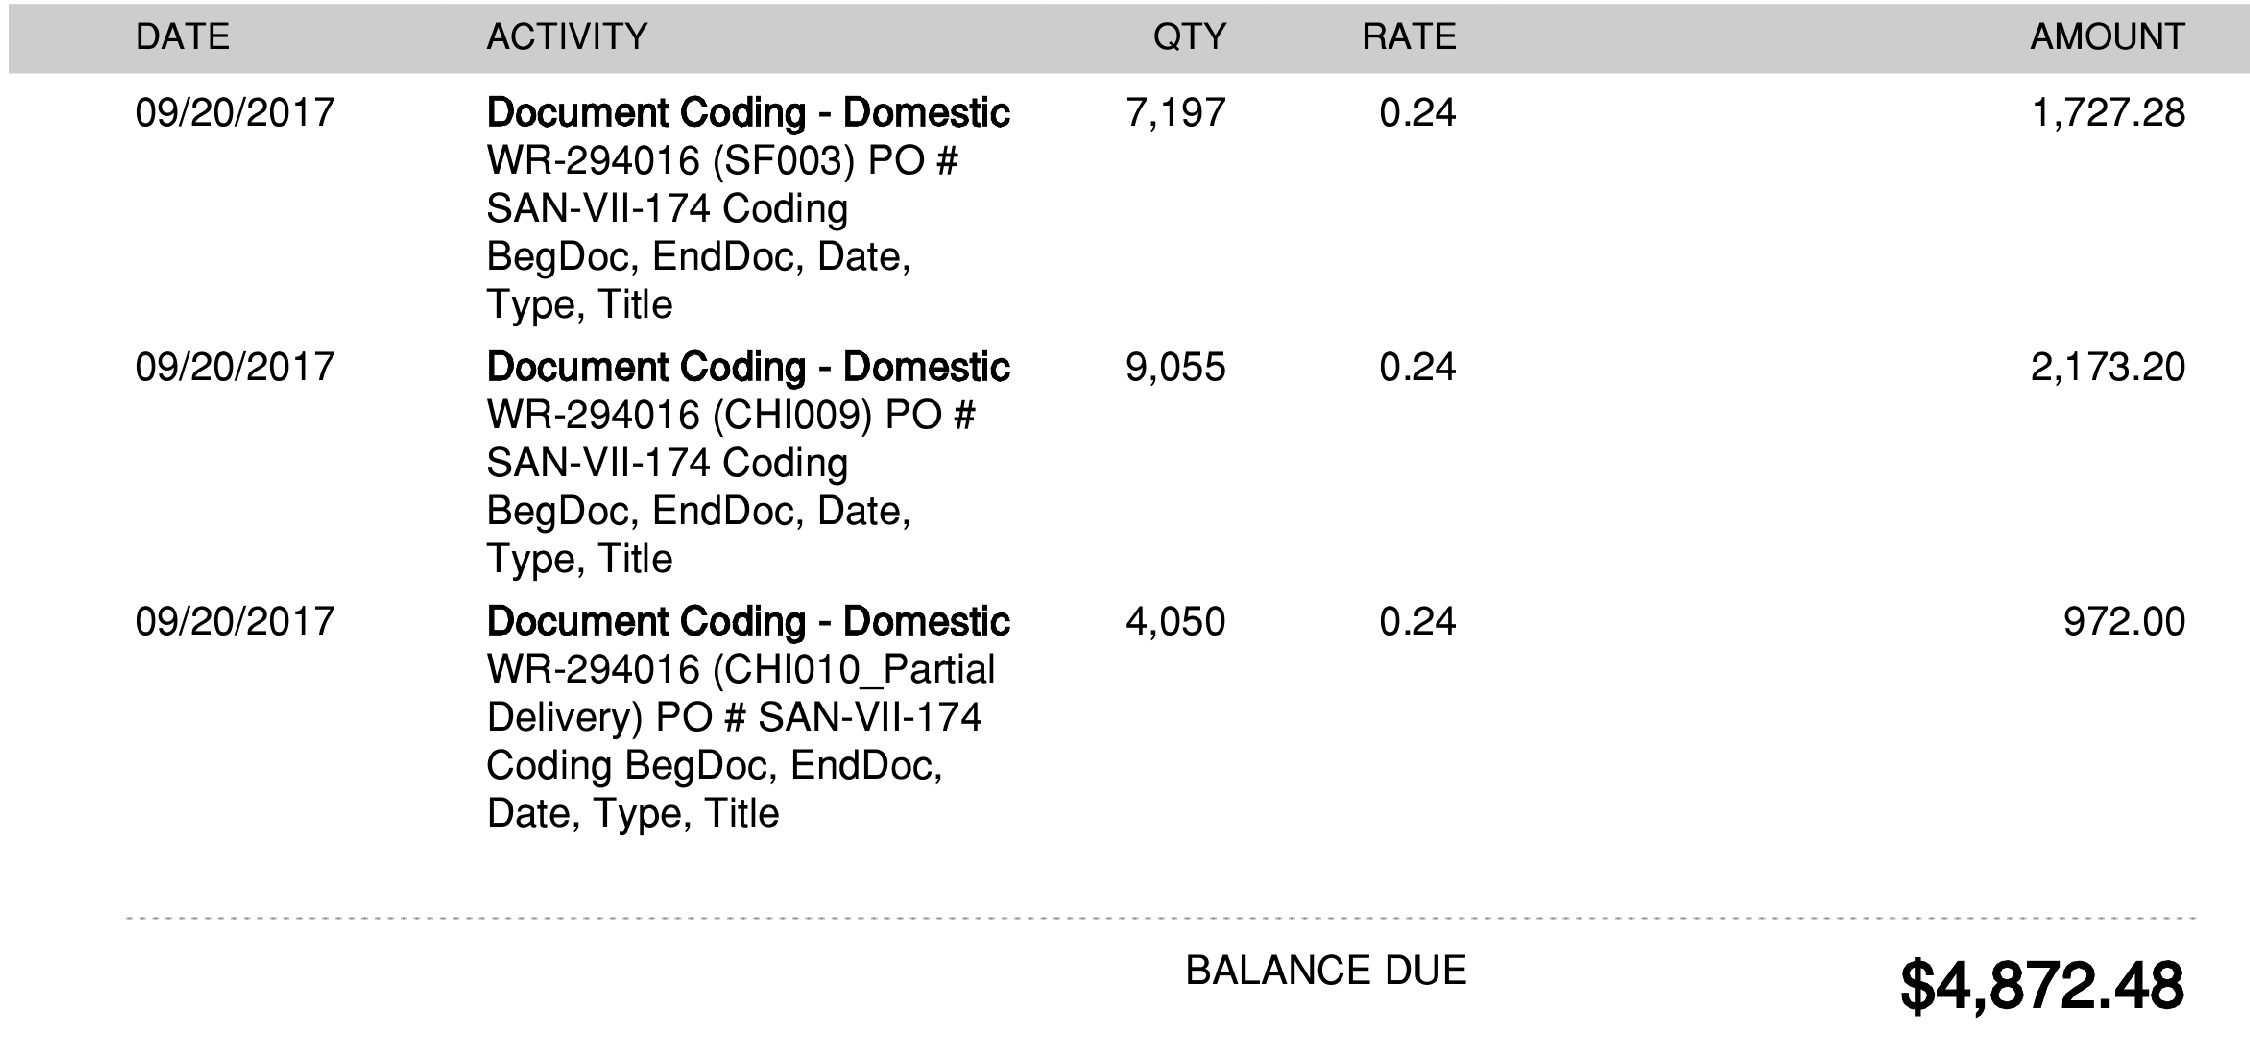 DATE ACTIVITY QTY RATE AMOUNT
09/20/2017 Document Coding - Domestic 7,197 0.24 1,727.28
WR-294016 (SF003) PO #
SAN-VII-174 Coding
BegDoc, EndDoc, Date,
Type, Title
09/20/2017 Document Coding - Domestic 9,055 0.24 2,173.20
WR-294016 (CHI009) PO #
SAN-VII-174 Coding
BegDoc, EndDoc, Date,
Type, Title
09/20/2017 Document Coding - Domestic 4,050 0.24 972.00
WR-294016 (CHI010_Partial
Delivery) PO # SAN-VII-174
Coding BegDoc, EndDoc,
Date, Type, Title
BALANCE DUE $4,872.48